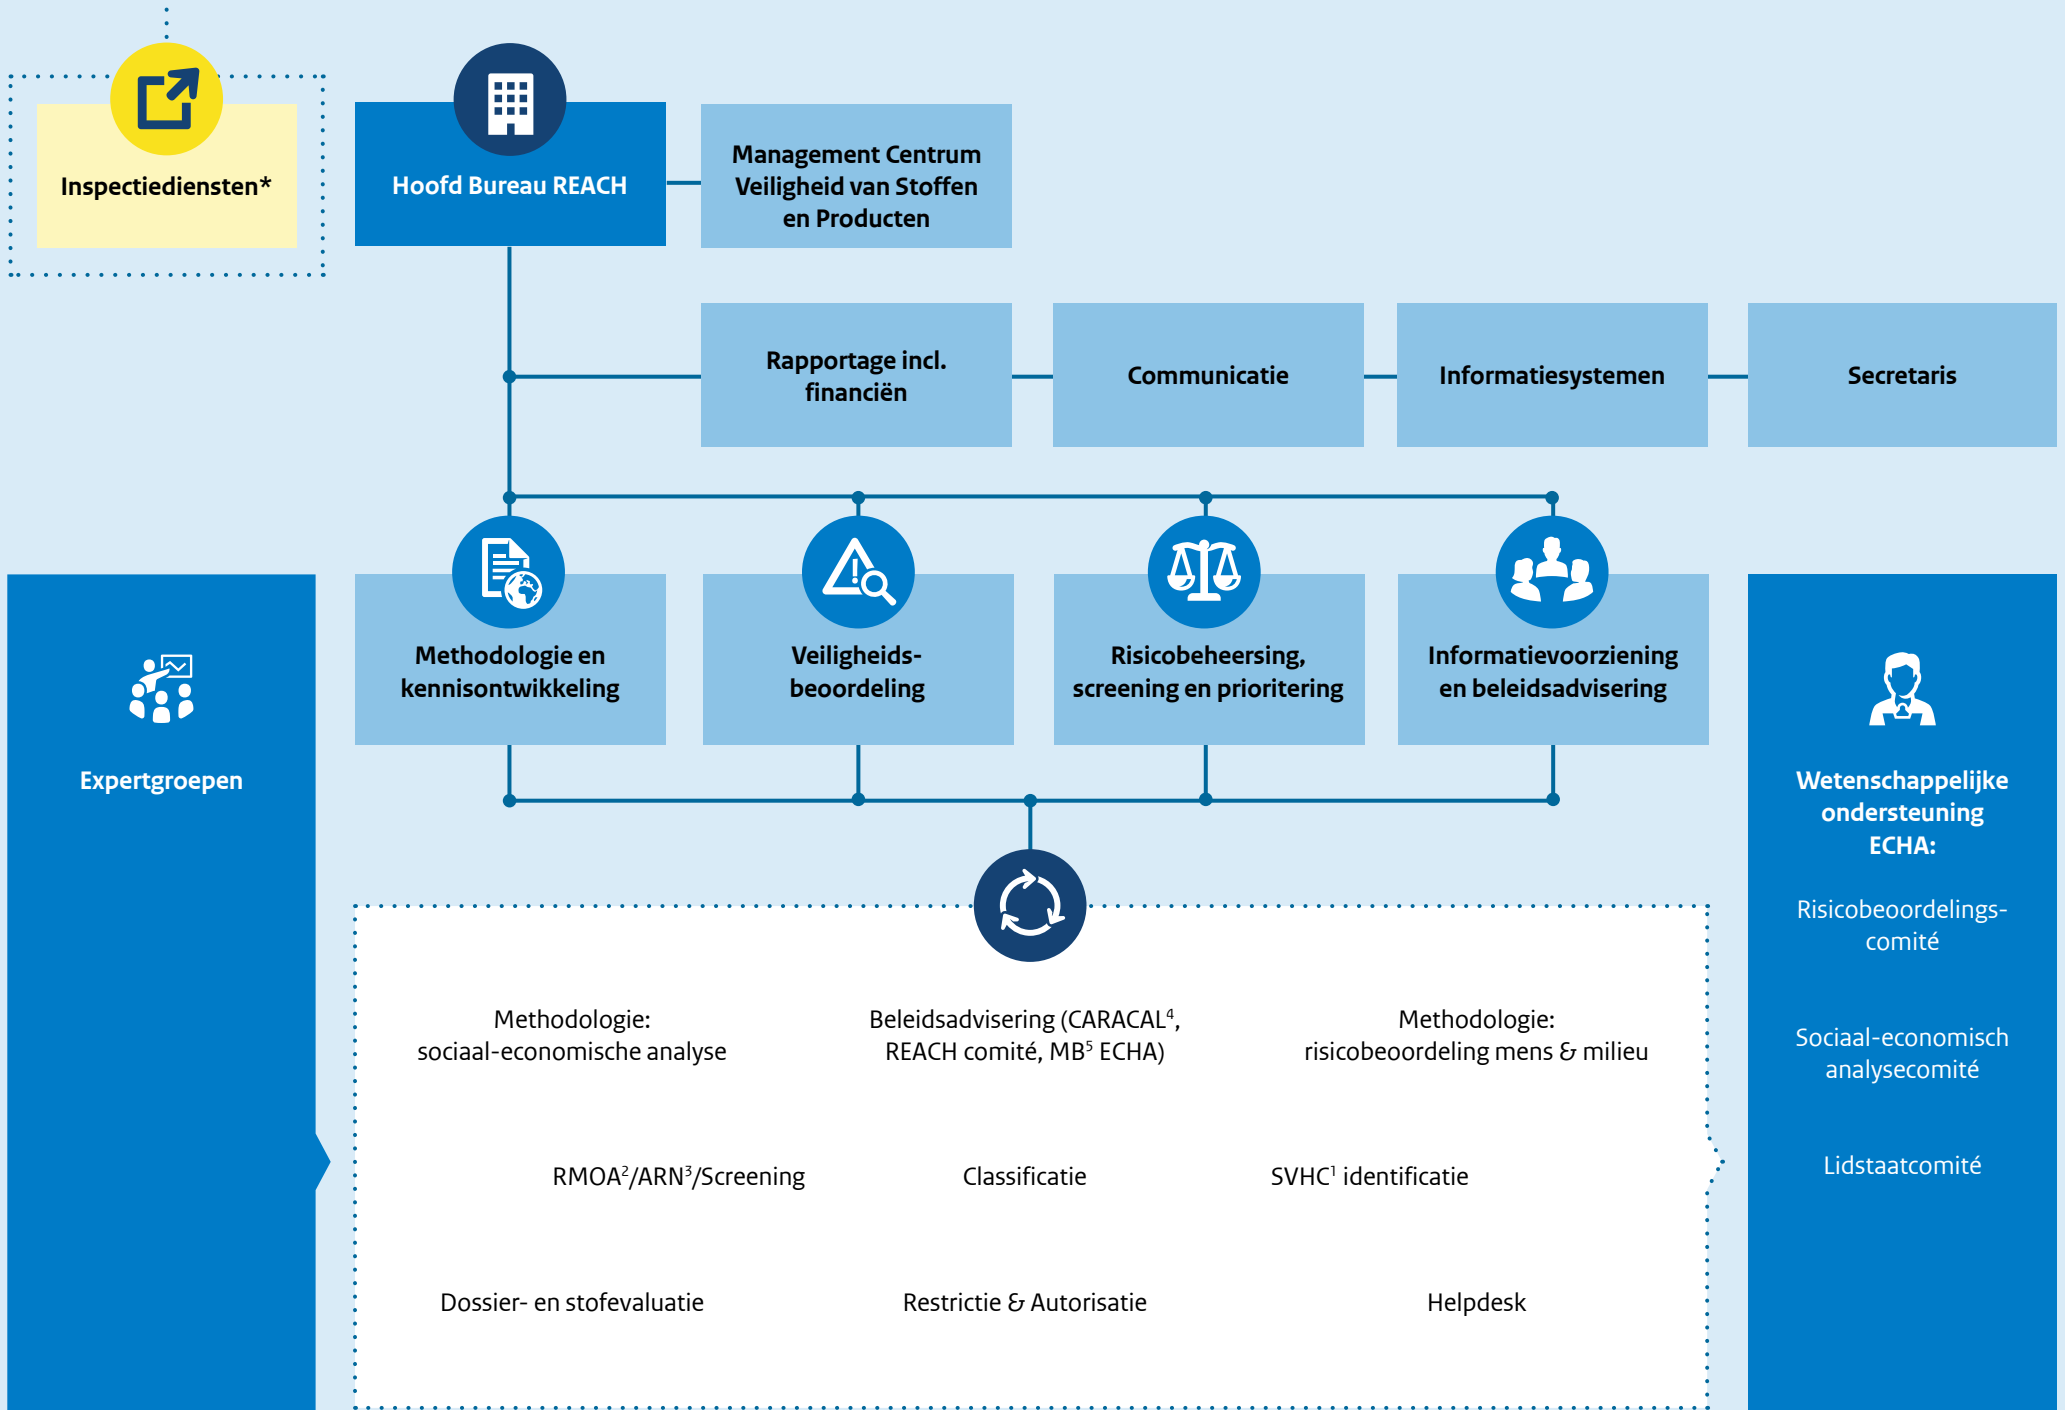 Inspectiediensten*
Hoofd Bureau REACH
Management Centrum
Veiligheid van Stoffen
en Producten
Rapportage incl.
financiën
Communicatie
Informatiesystemen
Secretaris
Methodologie en
kennisontwikkeling
Veiligheids-
beoordeling
Risicobeheersing,
screening en prioritering
Informatievoorziening
en beleidsadvisering
Expertgroepen
Methodologie:
sociaal-economische analyse
Beleidsadvisering (CARACAL⁴,
REACH comité, MB⁵ ECHA)
Methodologie:
risicobeoordeling mens & milieu
RMOA²/ARN³/Screening
Classificatie
SVHC¹ identificatie
Dossier- en stofevaluatie
Restrictie & Autorisatie
Helpdesk
Wetenschappelijke
ondersteuning
ECHA:
Risicobeoordelings-
comité
Sociaal-economisch
analysecomité
Lidstaatcomité